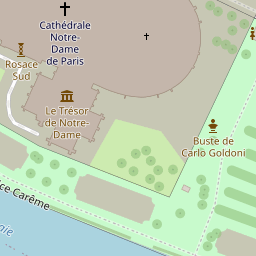 Cathédrale
Notre-
Dame
de Paris
Rosace
Sud
Le Trésor
de Notre-
Dame
Buste de
Carlo Goldoni
ce Carême